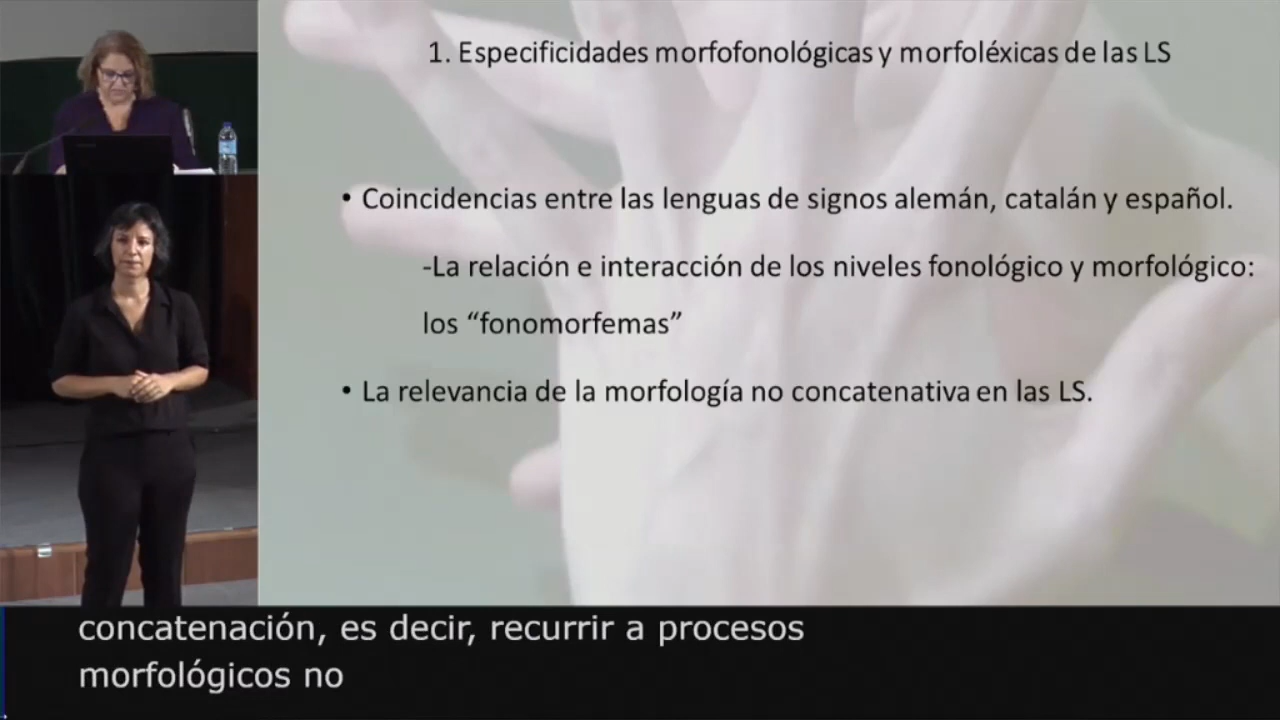 1. Especificidades morfofonológicas y morfoléxicas de las LS
• Coincidencias entre las lenguas de signos alemán, catalán y español.
-La relación e interacción de los niveles fonológico y morfológico:
los “fonomorfemas”
• La relevancia de la morfología no concatenativa en las LS.
concatenación, es decir, recurrir a procesos
morfológicos no